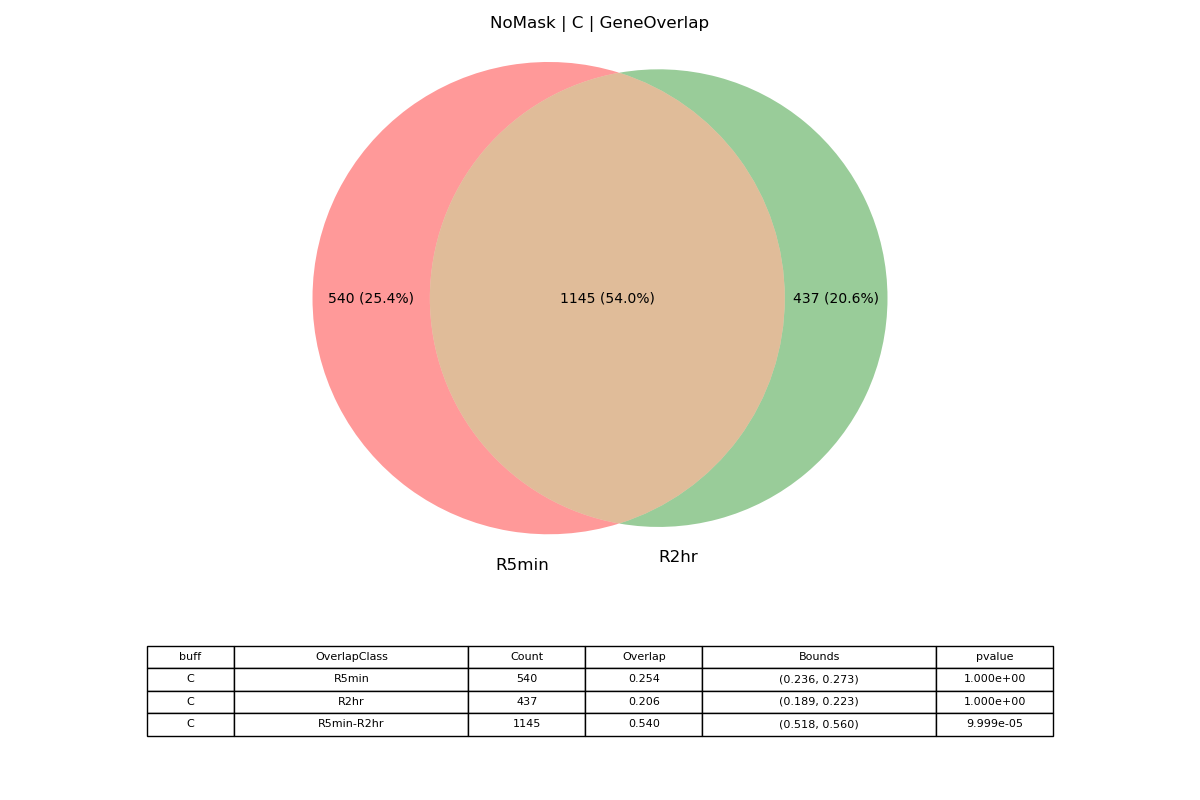 NoMask | C | GeneOverlap
540 (25.4%) 1145 (54.0%) 437 (20.6%)
R5min R2hr
buff OverlapClass Count Overlap Bounds pvalue
C R5min 540 0.254 (0.236, 0.273) 1.000e+00
C R2hr 437 0.206 (0.189, 0.223) 1.000e+00
C R5min-R2hr 1145 0.540 (0.518, 0.560) 9.999e-05